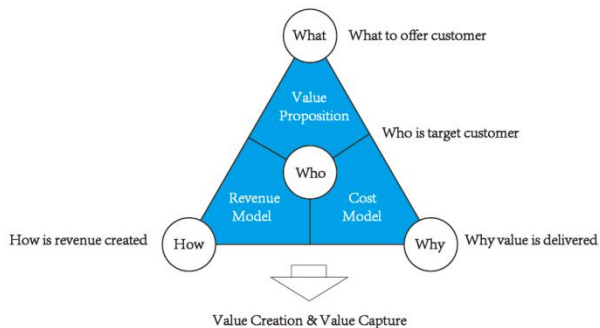 What
What to offer customer
Value
Proposition
Who is target customer
Who
Revenue
Model
Cost
Model
How is revenue created
How
Why
Why value is delivered
Value Creation & Value Capture